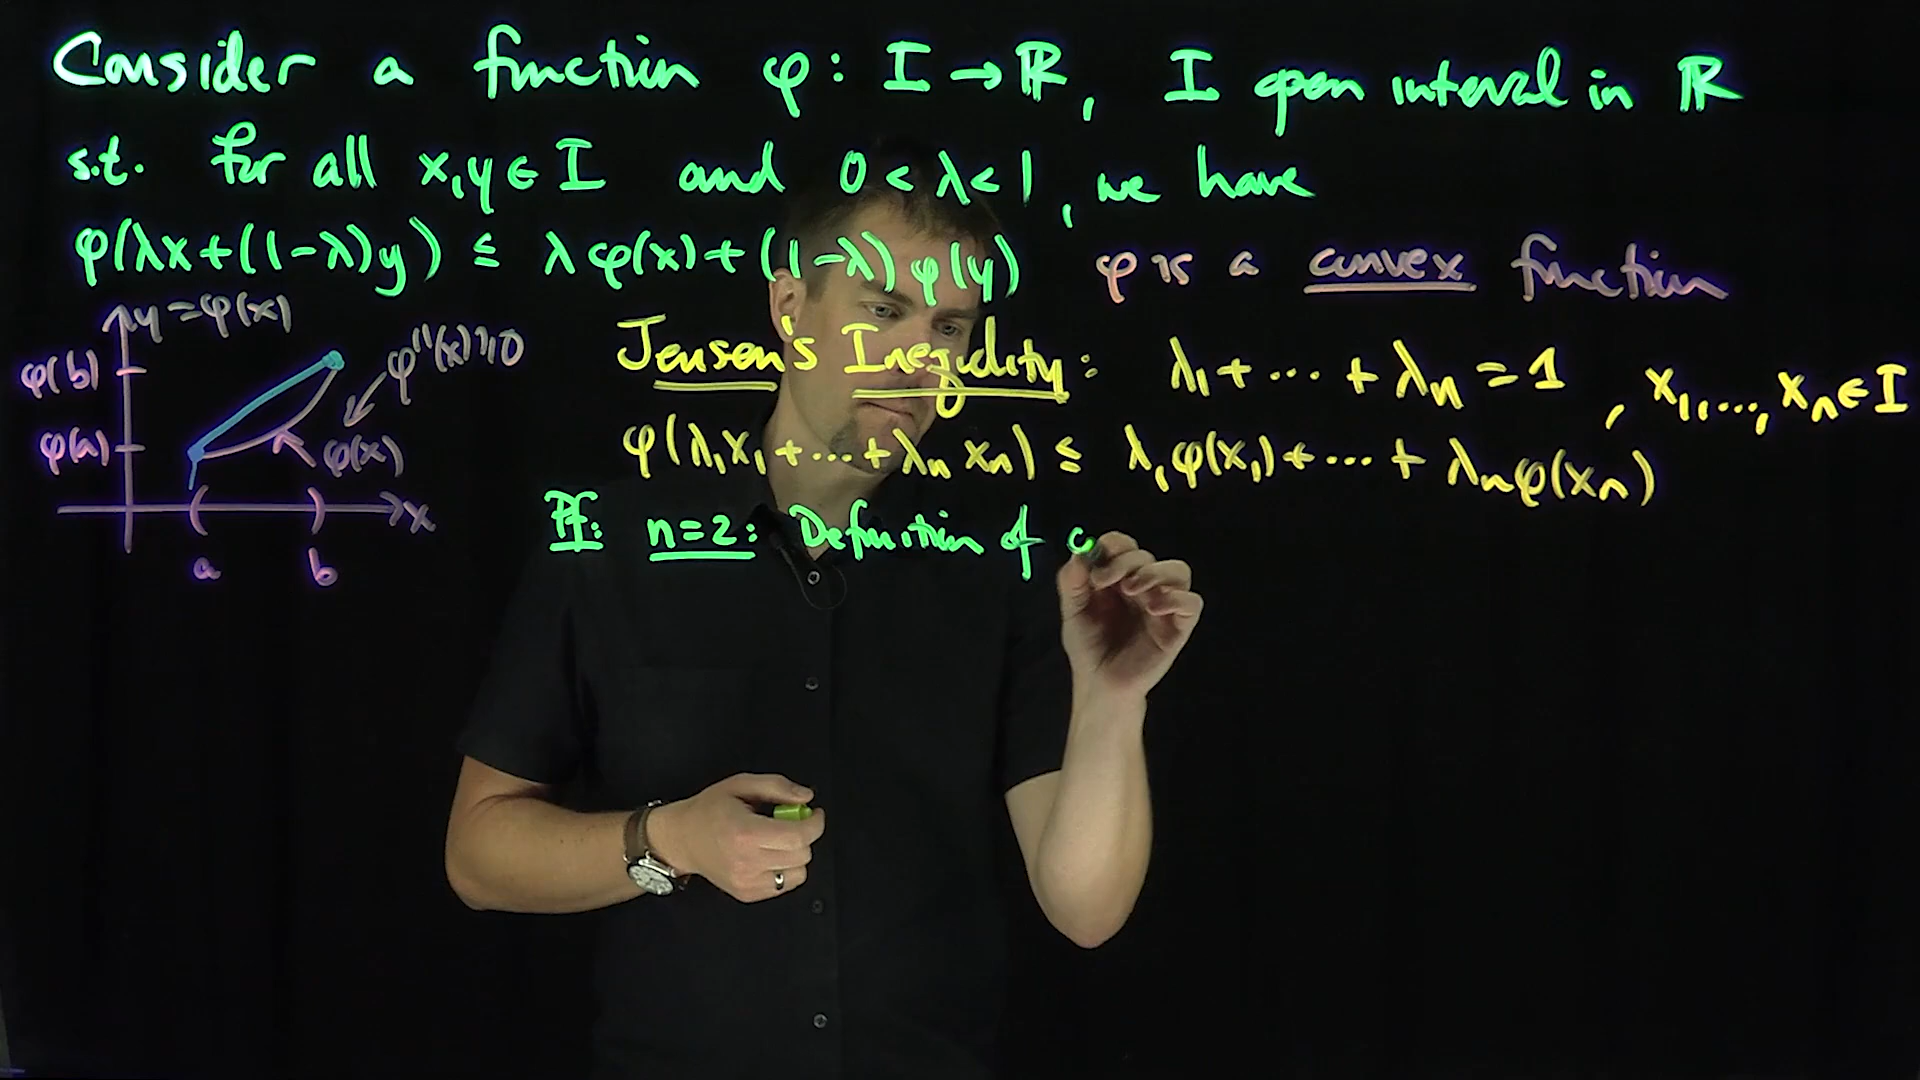 Consider a function φ: I → ℝ, I open interval in ℝ
s.t. for all x,y ∈ I and 0 < λ < 1, we have
φ(λx+(1-λ)y) ≤ λφ(x)+(1-λ)φ(y) φ is a convex function
y=φ(x)
φ(b)
φ''(x)≥0
φ(a)
φ(x)
x
a b
Jensen's Inequality: λ₁+...+λₙ=1, x₁,...,xₙ∈I
φ(λ₁x₁+...+λₙxₙ) ≤ λ₁φ(x₁)+...+λₙφ(xₙ)
Pf: n=2: Definition of c